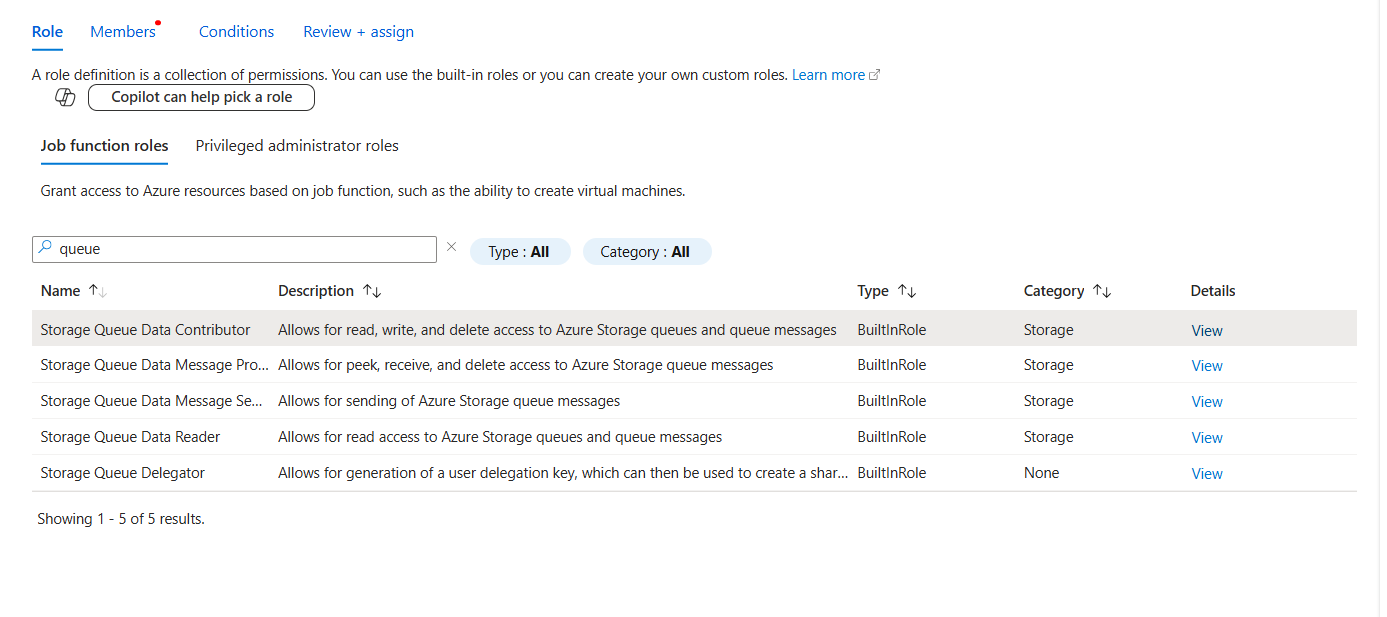 Role Members Conditions Review + assign
A role definition is a collection of permissions. You can use the built-in roles or you can create your own custom roles. Learn more
Copilot can help pick a role
Job function roles Privileged administrator roles
Grant access to Azure resources based on job function, such as the ability to create virtual machines.
queue Type : All Category : All
Name Description Type Category Details
Storage Queue Data Contributor Allows for read, write, and delete access to Azure Storage queues and queue messages BuiltInRole Storage View
Storage Queue Data Message Pro... Allows for peek, receive, and delete access to Azure Storage queue messages BuiltInRole Storage View
Storage Queue Data Message Se... Allows for sending of Azure Storage queue messages BuiltInRole Storage View
Storage Queue Data Reader Allows for read access to Azure Storage queues and queue messages BuiltInRole Storage View
Storage Queue Delegator Allows for generation of a user delegation key, which can then be used to create a shar... BuiltInRole None View
Showing 1 - 5 of 5 results.